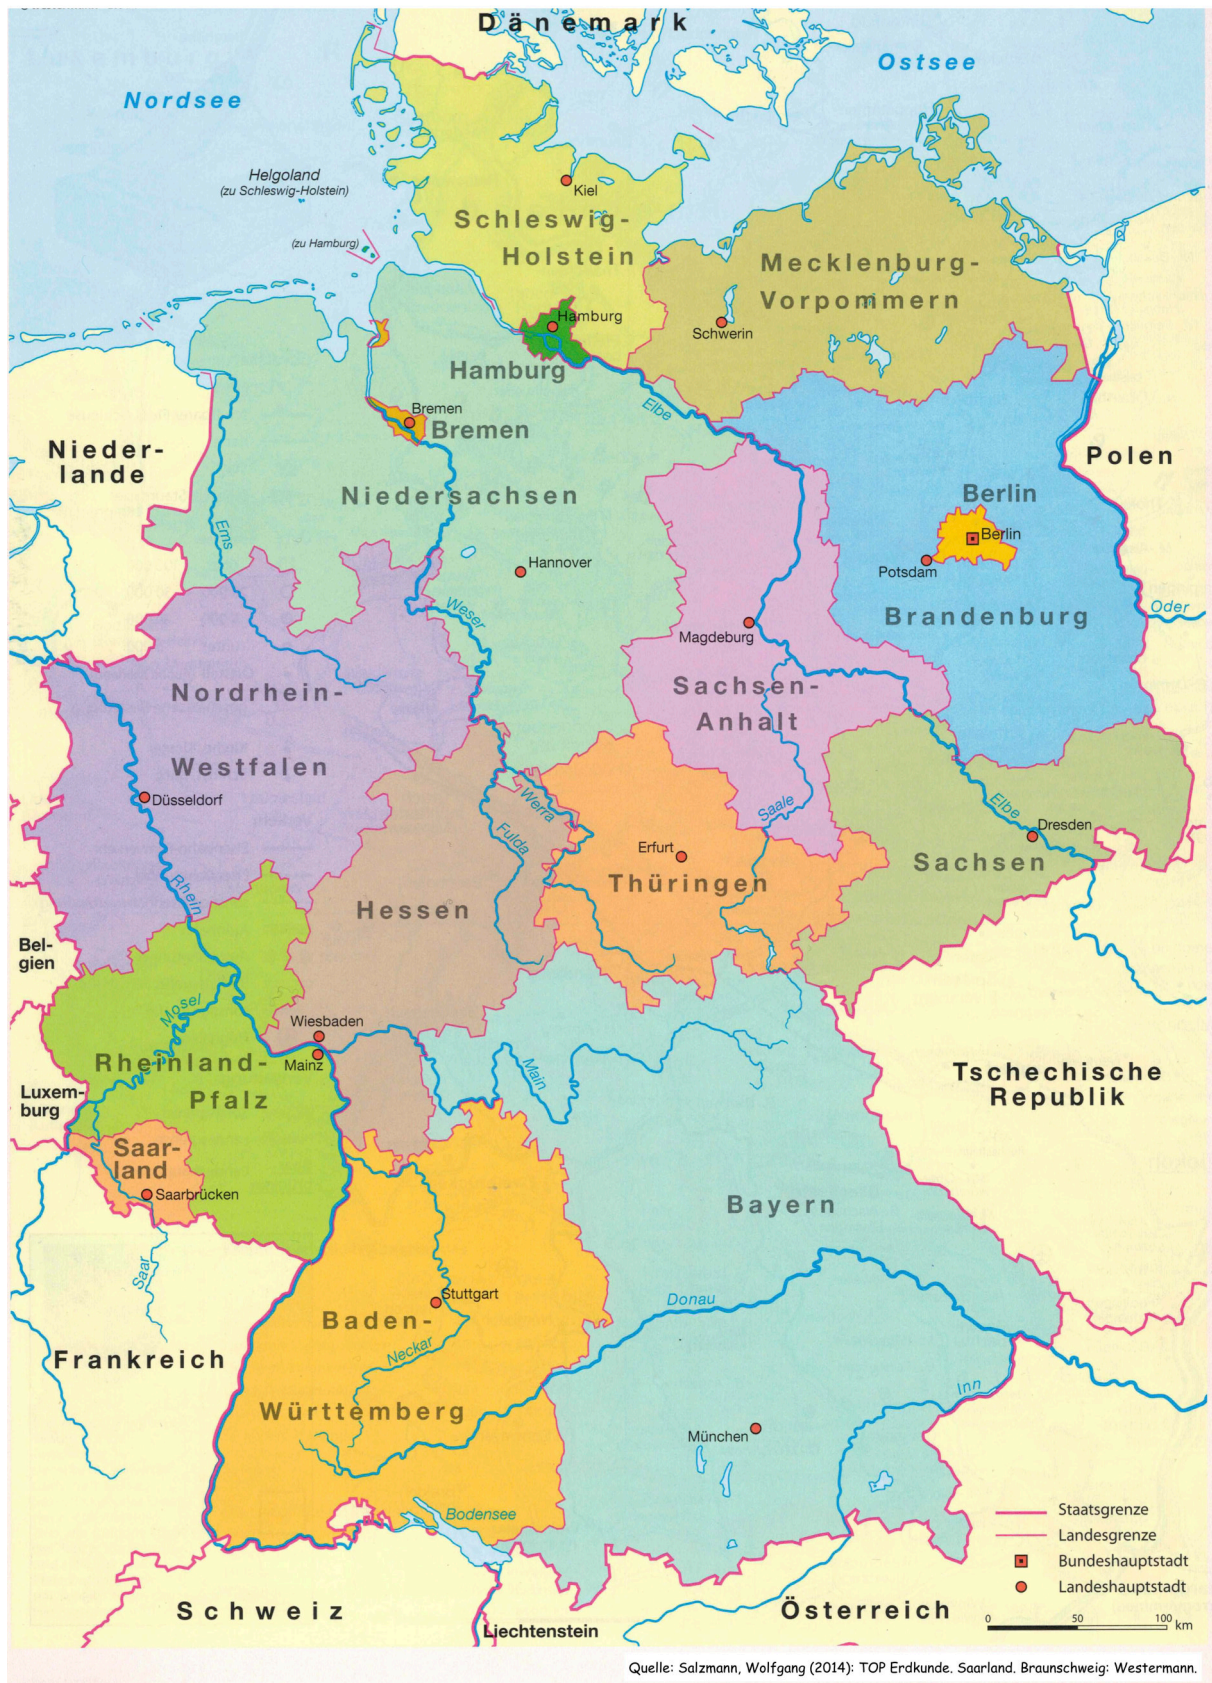 Dänemark
Ostsee
Nordsee
Helgoland
(zu Schleswig-Holstein)
Kiel
Schleswig-
Holstein
(zu Hamburg)
Mecklenburg-
Vorpommern
Hamburg
Schwerin
Hamburg
Elbe
Bremen
Bremen
Nieder-
lande
Polen
Niedersachsen
Berlin
Ems
Berlin
Hannover
Potsdam
Weser
Oder
Brandenburg
Magdeburg
Sachsen-
Anhalt
Nordrhein-
Westfalen
Düsseldorf
Werra
Saale
Elbe
Dresden
Fulda
Erfurt
Sachsen
Thüringen
Rhein
Hessen
Bel-
gien
Mosel
Wiesbaden
Mainz
Rheinland-
Pfalz
Main
Tschechische
Republik
Luxem-
burg
Saar-
land
Saarbrücken
Bayern
Saar
Stuttgart
Donau
Baden-
Neckar
Frankreich
Inn
Württemberg
München
Bodensee
Staatsgrenze
Landesgrenze
Bundeshauptstadt
Landeshauptstadt
Schweiz
Österreich
Liechtenstein
0 50 100 km
Quelle: Salzmann, Wolfgang (2014): TOP Erdkunde. Saarland. Braunschweig: Westermann.